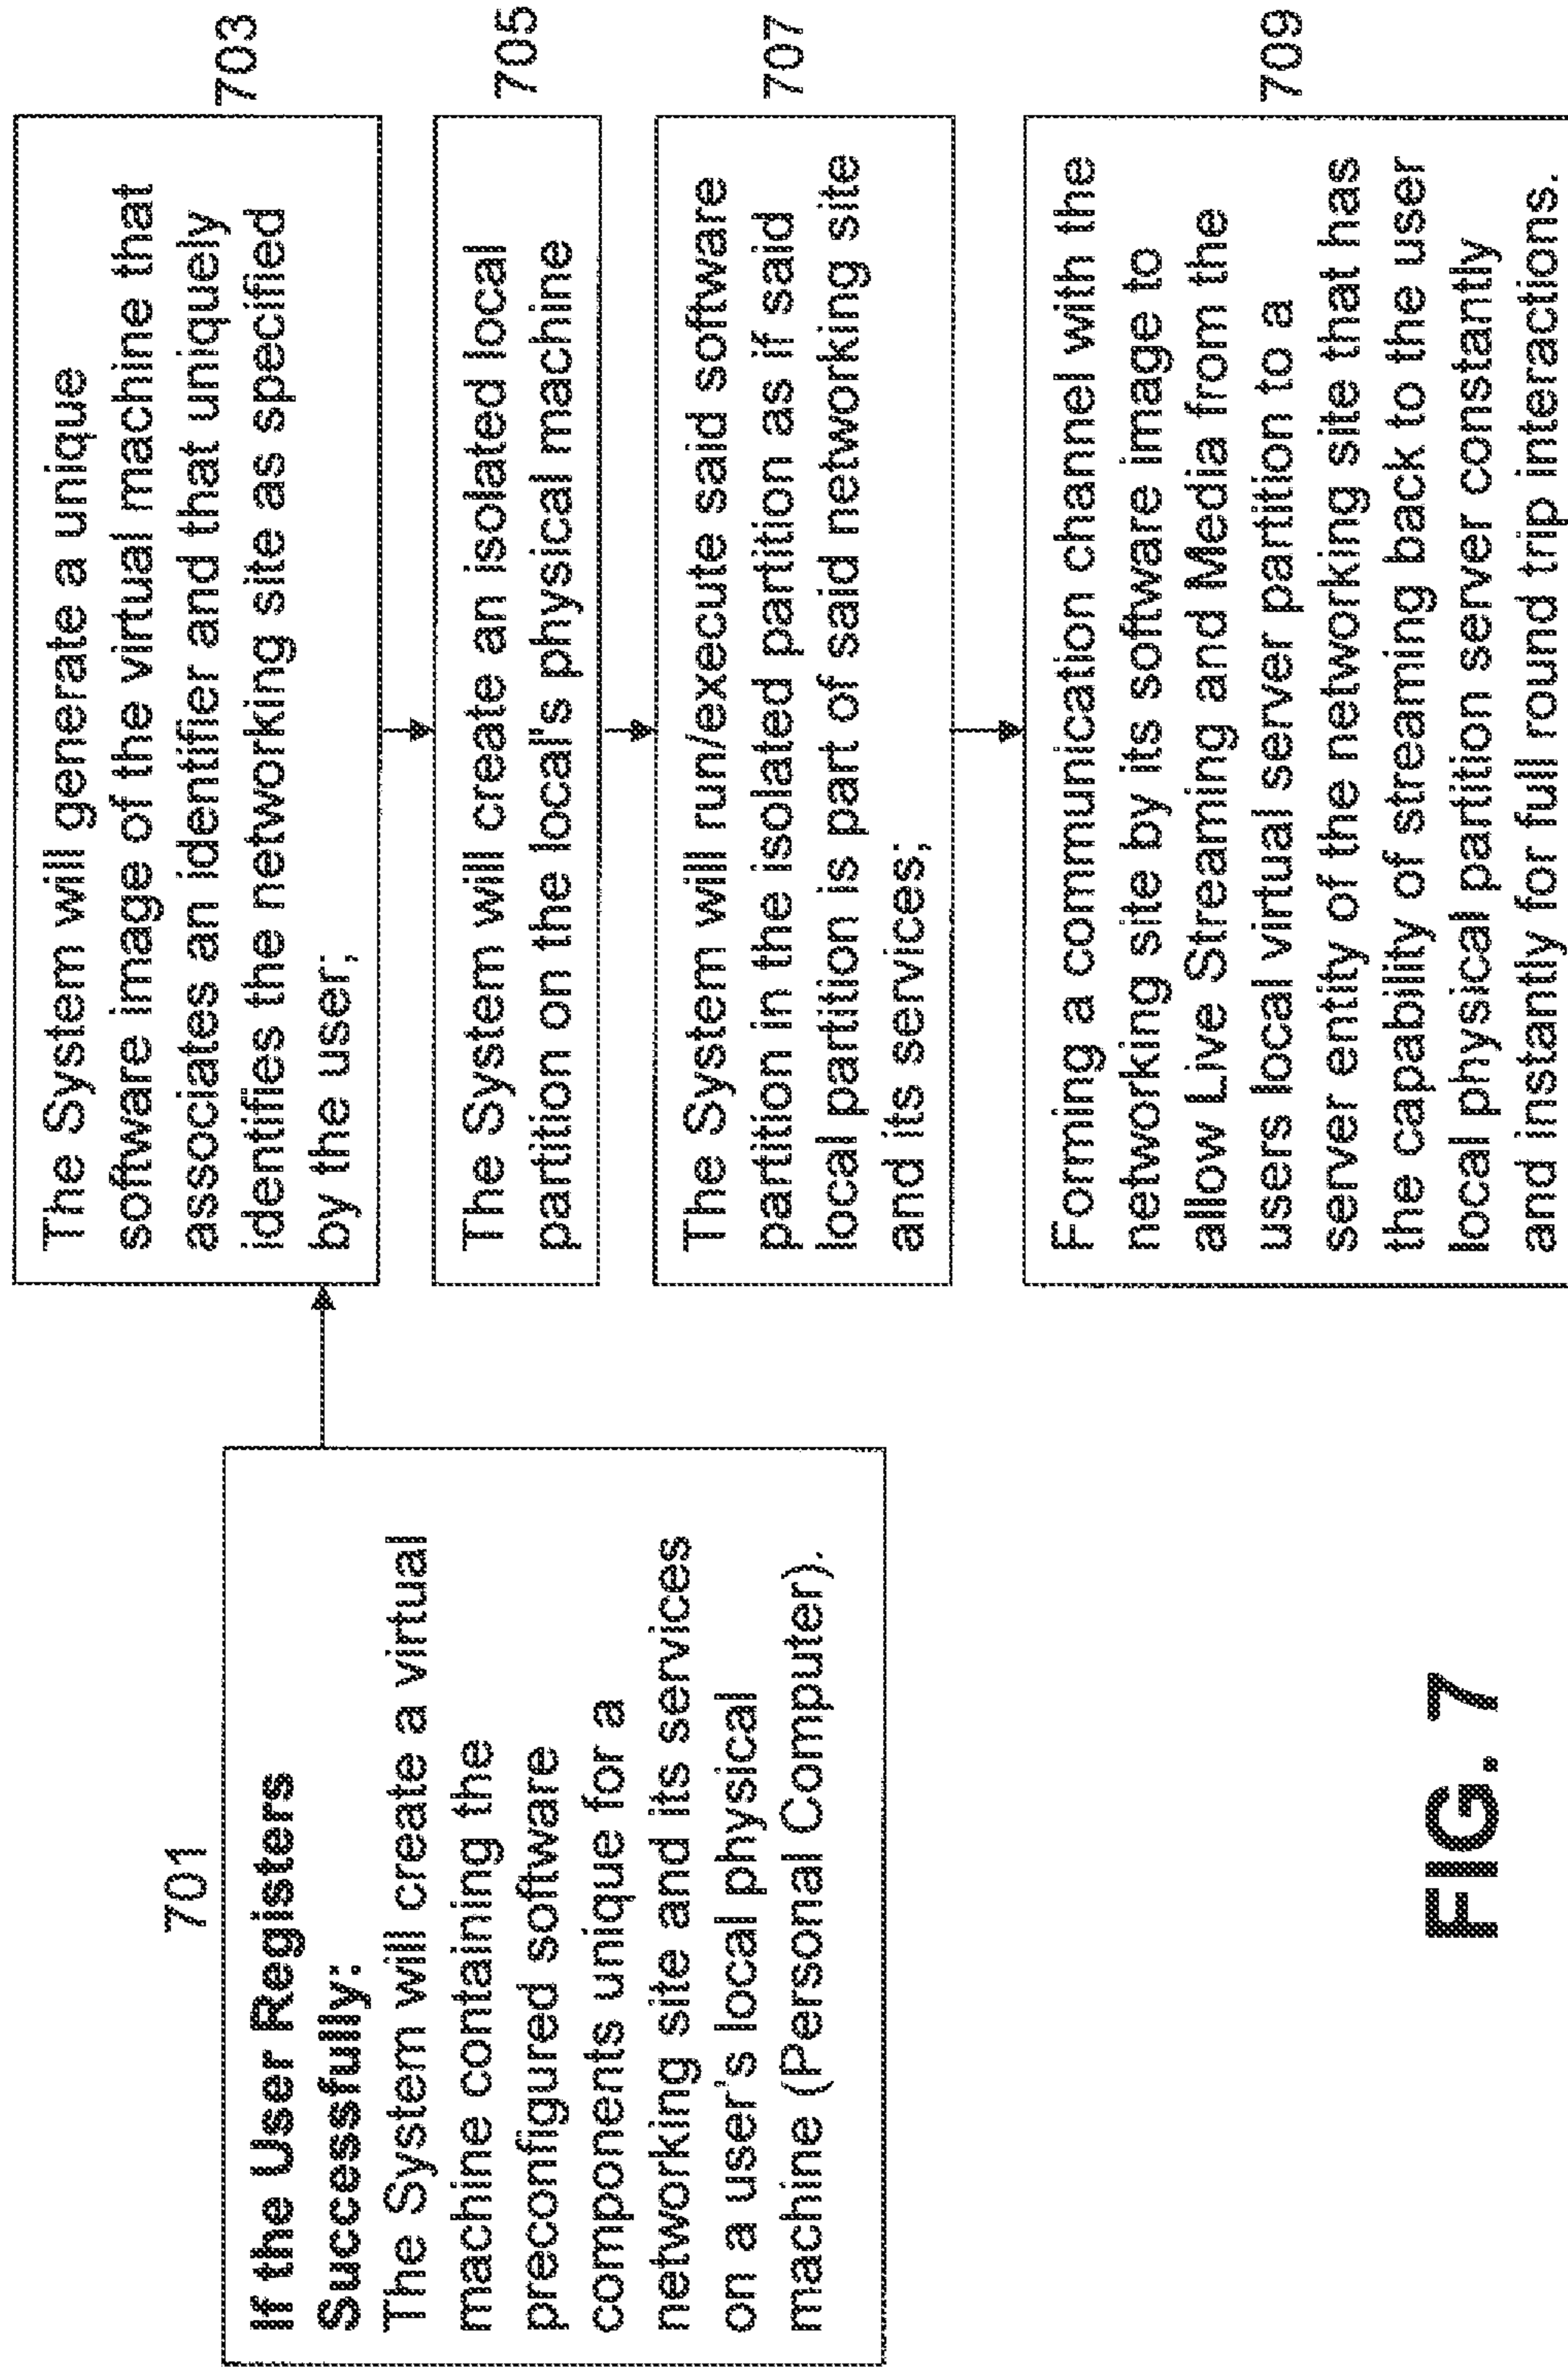 701
If the User Registers
Successfully:
The System will create a virtual
machine containing the
preconfigured software
components unique for a
networking site and its services
on a user's local physical
machine (Personal Computer).
The System will generate a unique
software image of the virtual machine that
associates an identifier and that uniquely
identifies the networking site as specified
by the user;
703
The System will create an isolated local
partition on the local's physical machine
705
The System will run/execute said software
partition in the isolated partition as if said
local partition is part of said networking site
and its services;
707
Forming a communication channel with the
networking site by its software image to
allow Live Streaming and Media from the
users local virtual server partition to a
server entity of the networking site that has
the capability of streaming back to the user
local physical partition server constantly
and instantly for full round trip interactions.
709
FIG. 7